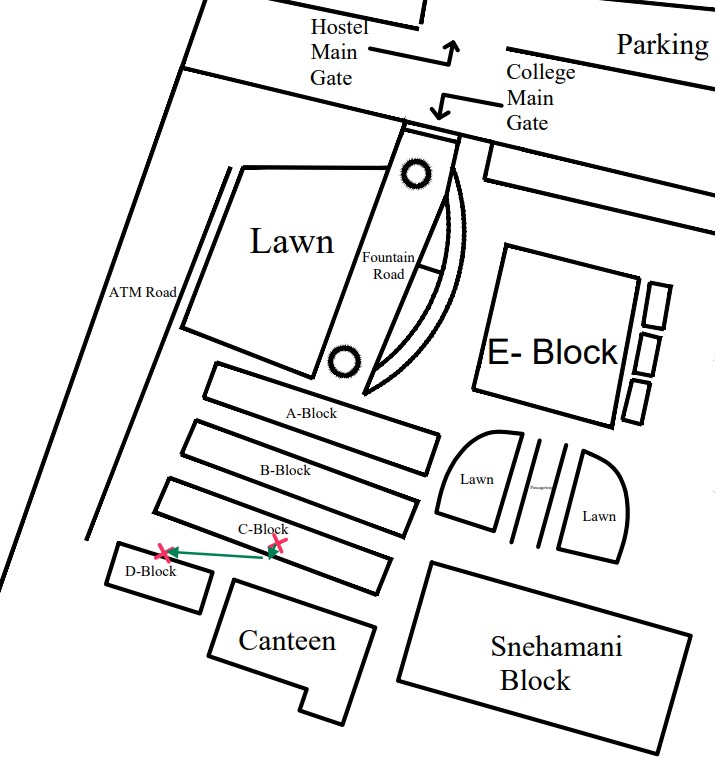 Hostel
Main
Gate
Parking
College
Main
Gate
Lawn
Fountain
Road
ATM Road
E- Block
A-Block
B-Block
Lawn
Lawn
C-Block
D-Block
Canteen
Snehamani
Block